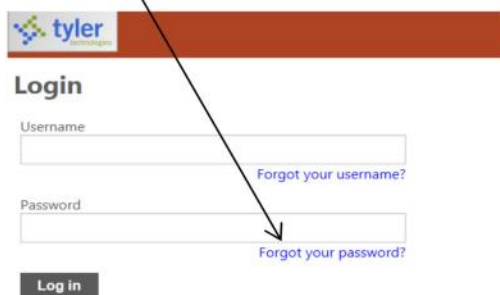 tyler
technologies
Login
Username
Forgot your username?
Password
Forgot your password?
Log in